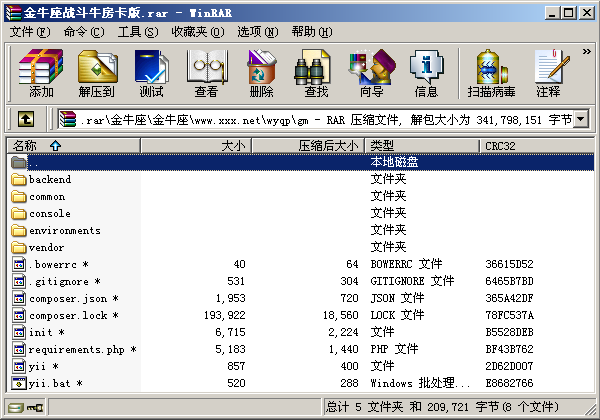 金牛座战斗牛房卡版.rar - WinRAR
文件(F) 命令(C) 工具(S) 收藏夹(O) 选项(N) 帮助(H)
添加 解压到 测试 查看 删除 查找 向导 信息 扫描病毒 注释
.rar\金牛座\金牛座\www.xxx.net\wyqp\gm - RAR 压缩文件, 解包大小为 341,798,151 字节
名称 大小 压缩后大小 类型 CRC32
.. 本地磁盘
backend 文件夹
common 文件夹
console 文件夹
environments 文件夹
vendor 文件夹
.bowerrc * 40 64 BOWERRC 文件 36615D52
.gitignore * 531 304 GITIGNORE 文件 6465B7BD
composer.json * 1,953 720 JSON 文件 365A42DF
composer.lock * 193,922 18,560 LOCK 文件 78FC537A
init * 6,715 2,224 文件 B5528DEB
requirements.php * 5,183 1,440 PHP 文件 BF43B762
yii * 857 400 文件 2D62D007
yii.bat * 520 288 Windows 批处理... E8682766
总计 5 文件夹 和 209,721 字节(8 个文件)